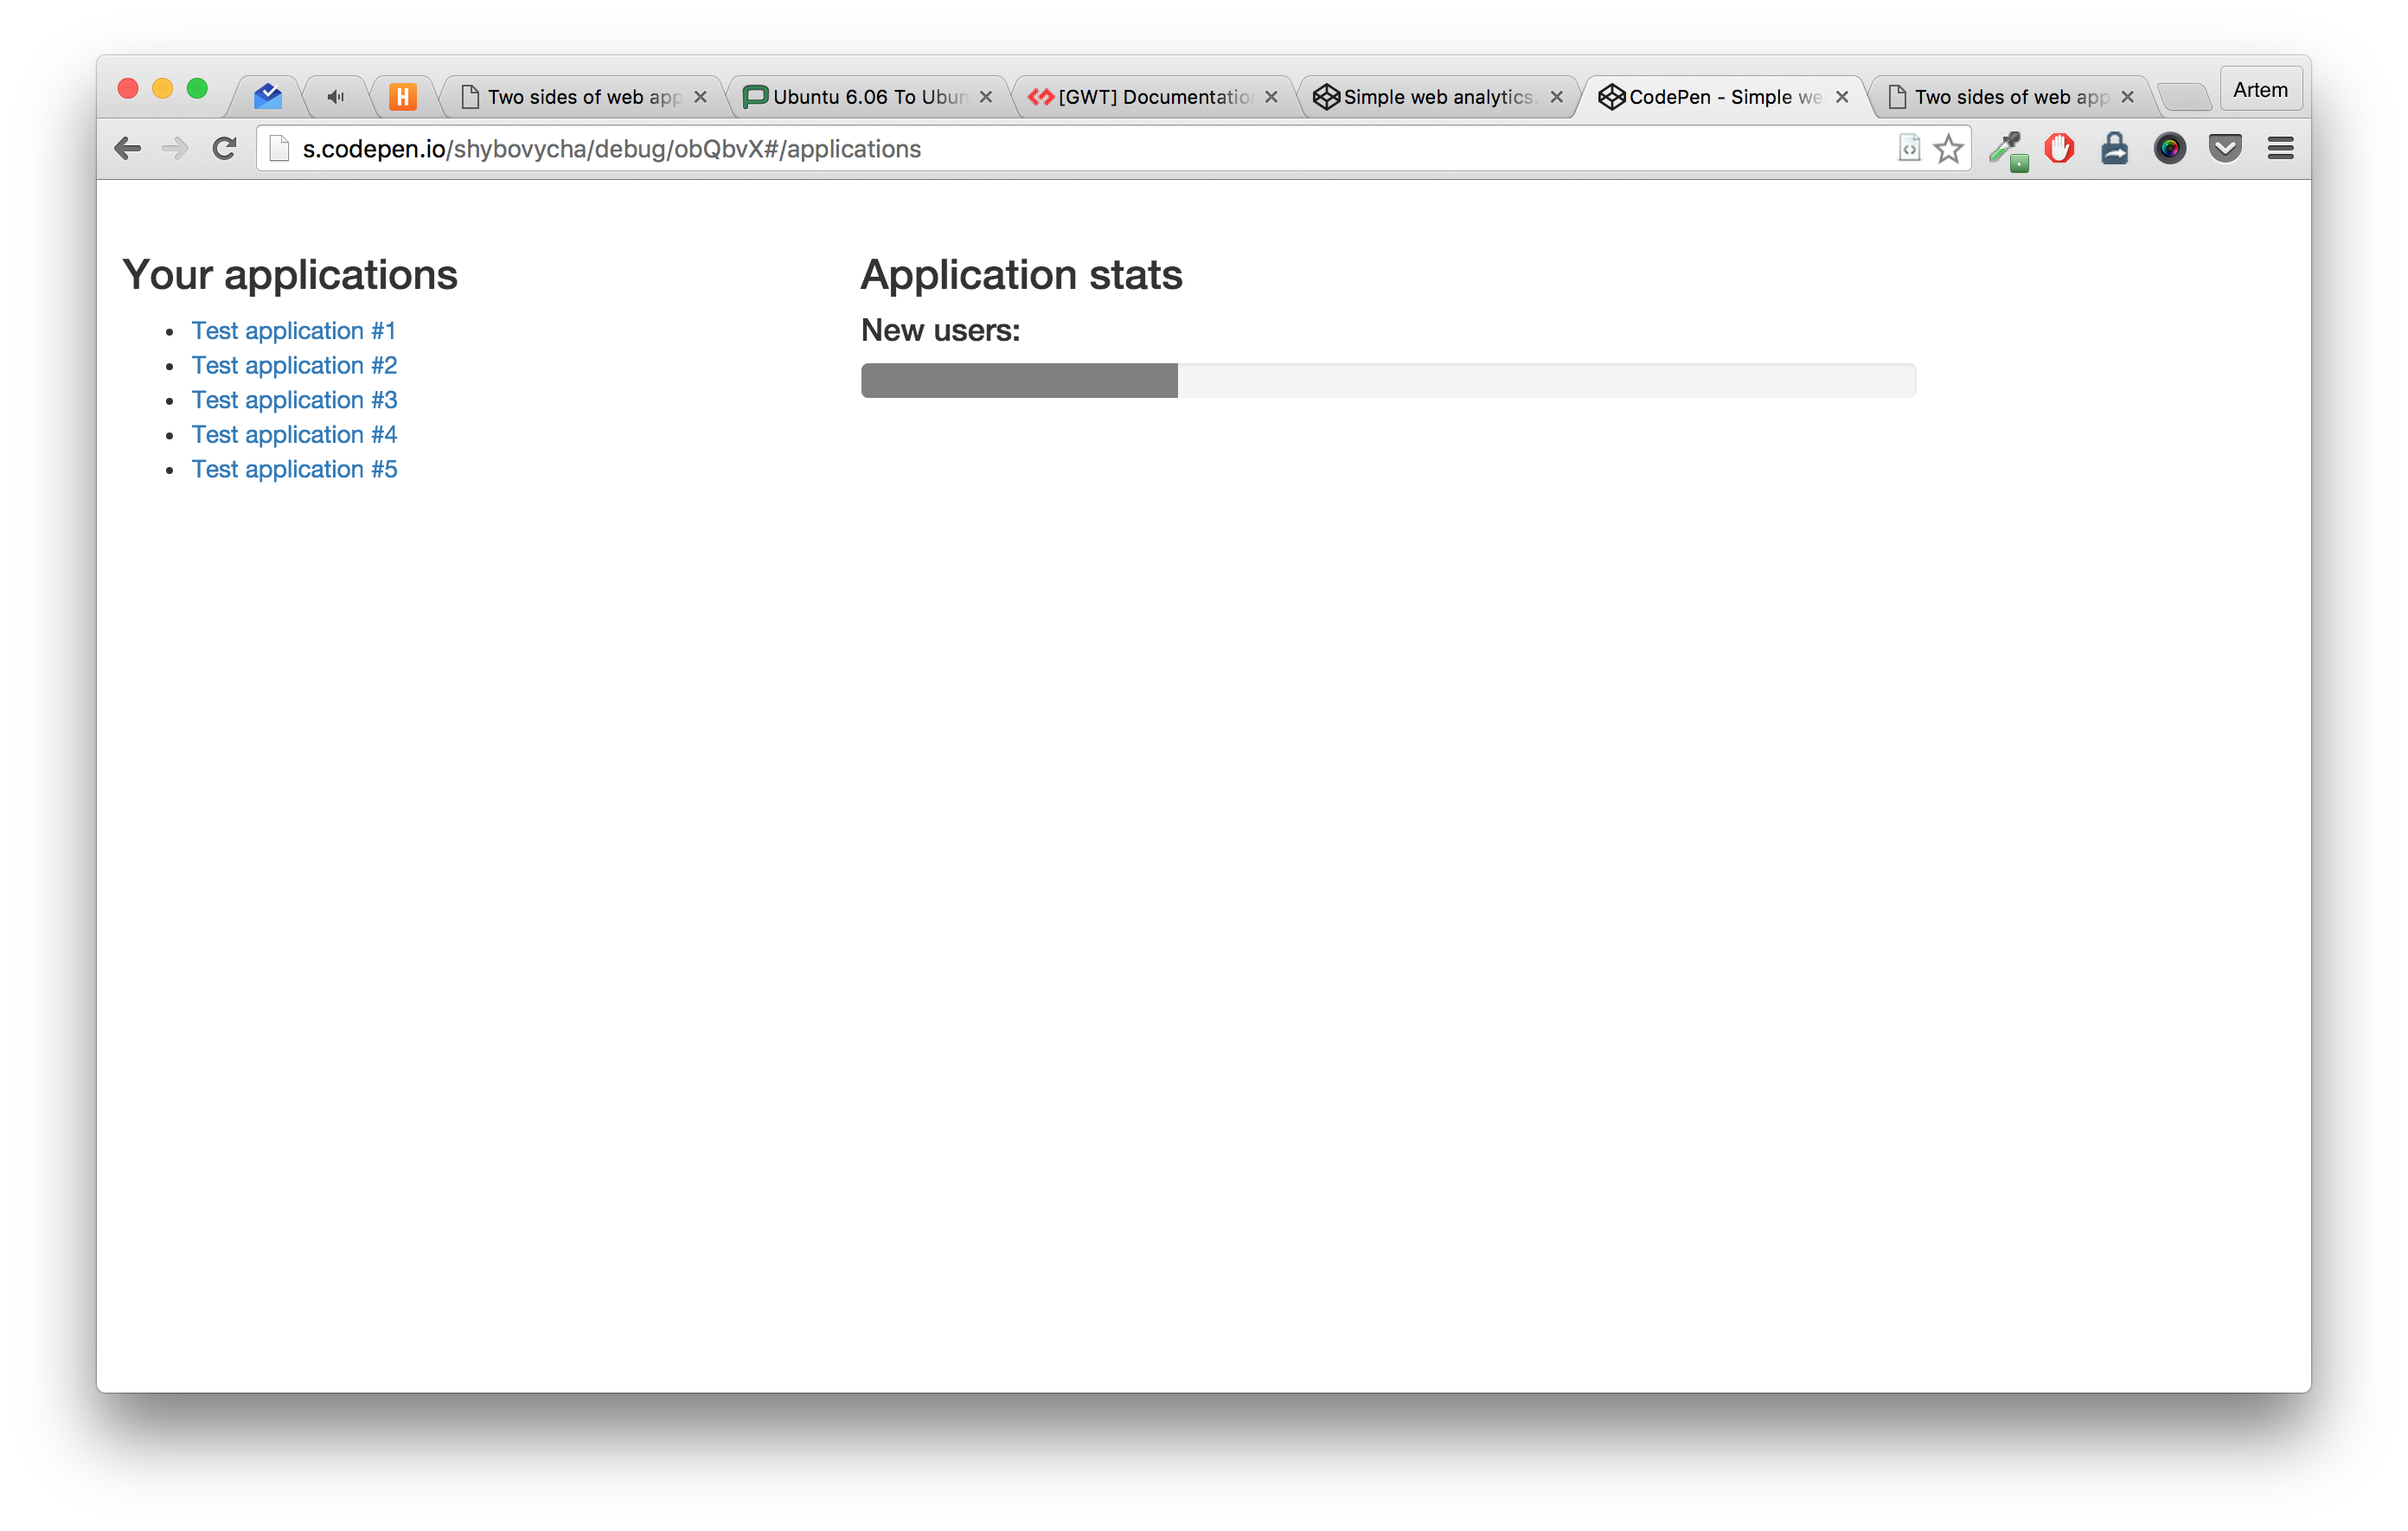 H
Two sides of web app
Ubuntu 6.06 To Ubun
[GWT] Documentatio
Simple web analytics.
CodePen - Simple we
Two sides of web app
Artem
s.codepen.io/shybovycha/debug/obQbvX#/applications
Your applications
Test application #1
Test application #2
Test application #3
Test application #4
Test application #5
Application stats
New users: